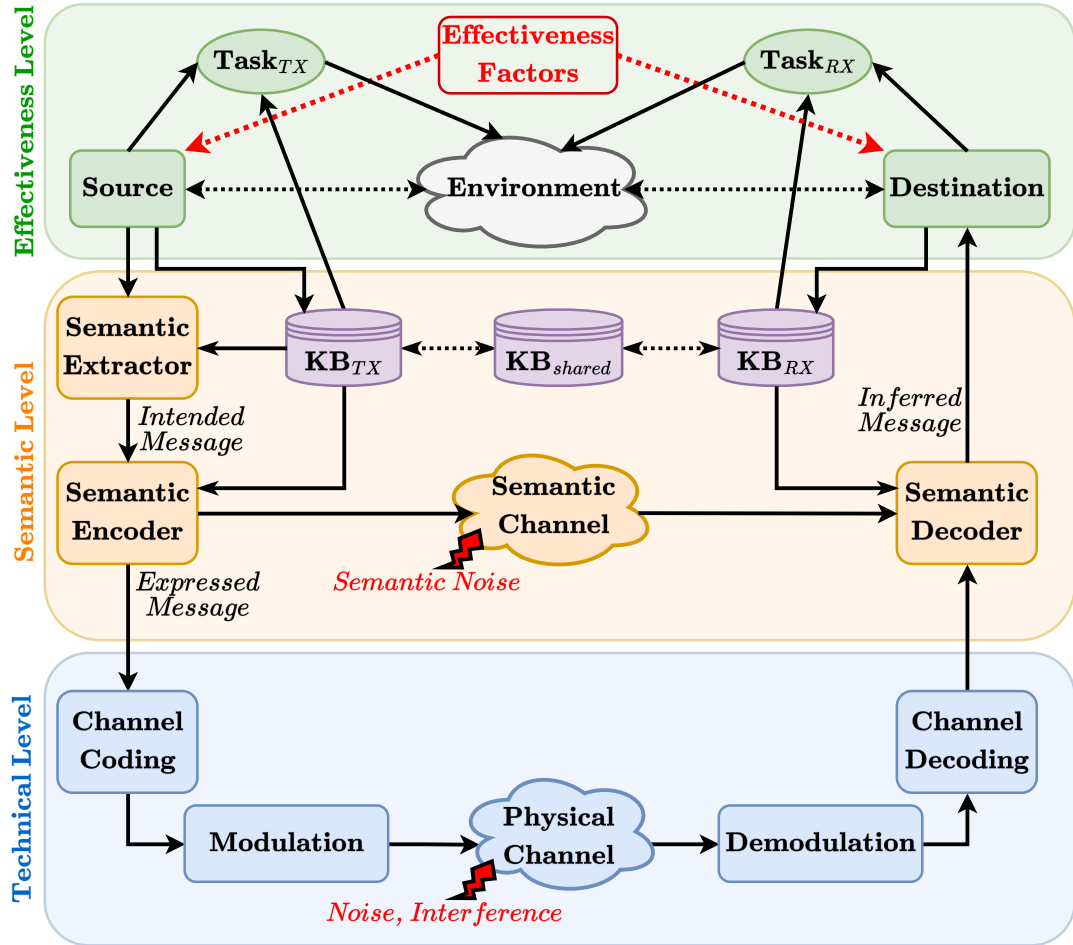 Effectiveness Level
Task_TX
Effectiveness
Factors
Task_RX
Source
Environment
Destination
Semantic Level
Semantic
Extractor
KB_TX
KB_shared
KB_RX
Intended
Message
Inferred
Message
Semantic
Encoder
Semantic
Channel
Semantic
Decoder
Semantic Noise
Expressed
Message
Technical Level
Channel
Coding
Channel
Decoding
Modulation
Physical
Channel
Demodulation
Noise, Interference